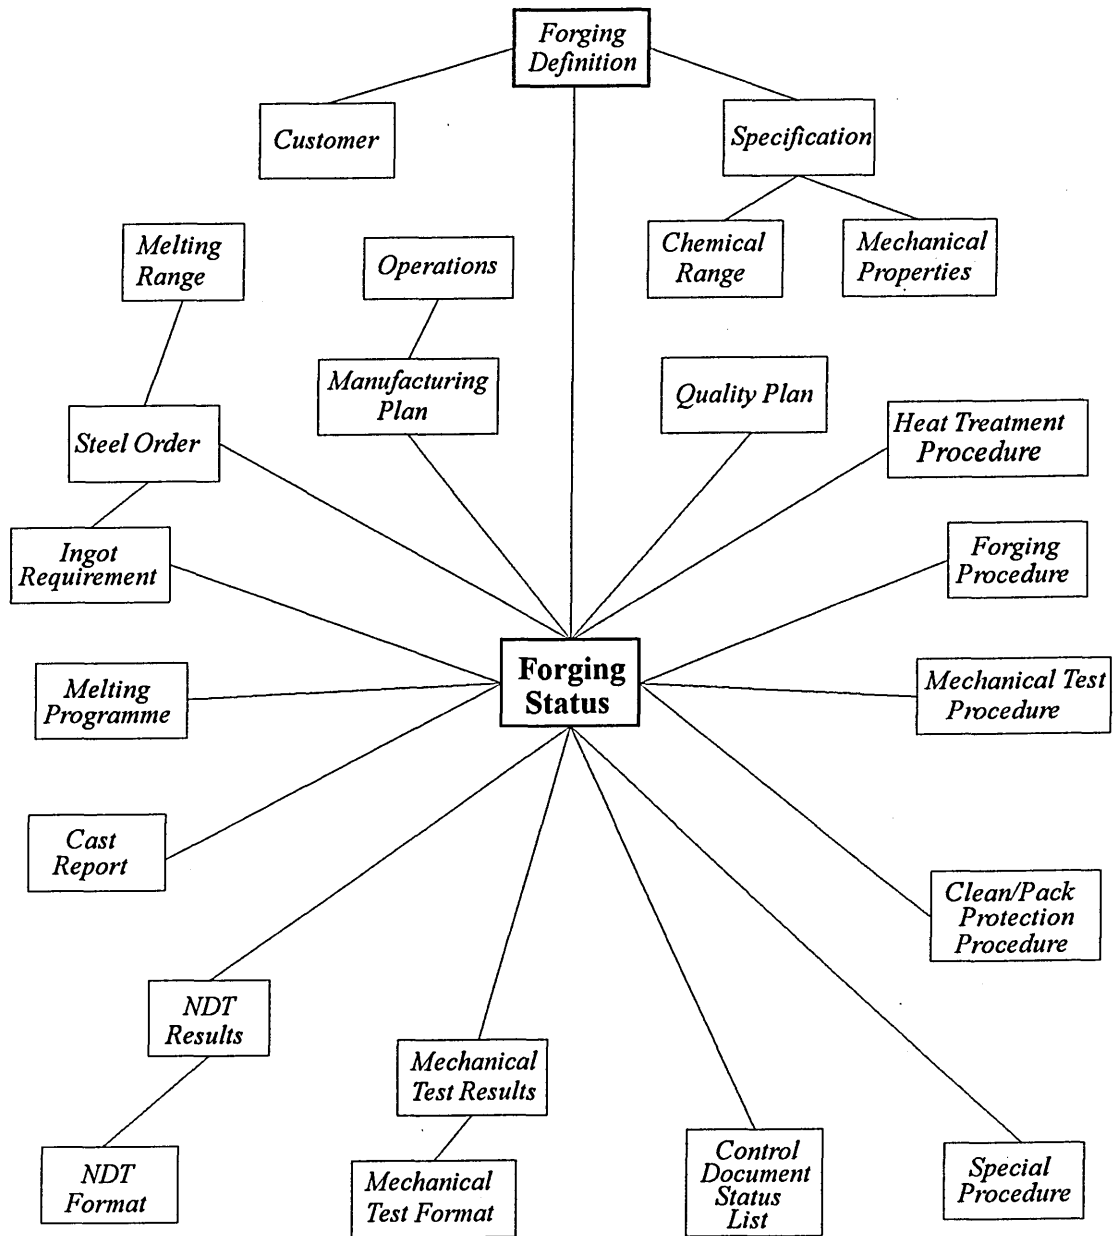 Forging
Definition
Customer
Specification
Melting
Range
Operations
Chemical
Range
Mechanical
Properties
Manufacturing
Plan
Quality Plan
Steel Order
Heat Treatment
Procedure
Ingot
Requirement
Forging
Procedure
Forging
Status
Melting
Programme
Mechanical Test
Procedure
Cast
Report
Clean/Pack
Protection
Procedure
NDT
Results
Mechanical
Test Results
NDT
Format
Mechanical
Test Format
Control
Document
Status
List
Special
Procedure